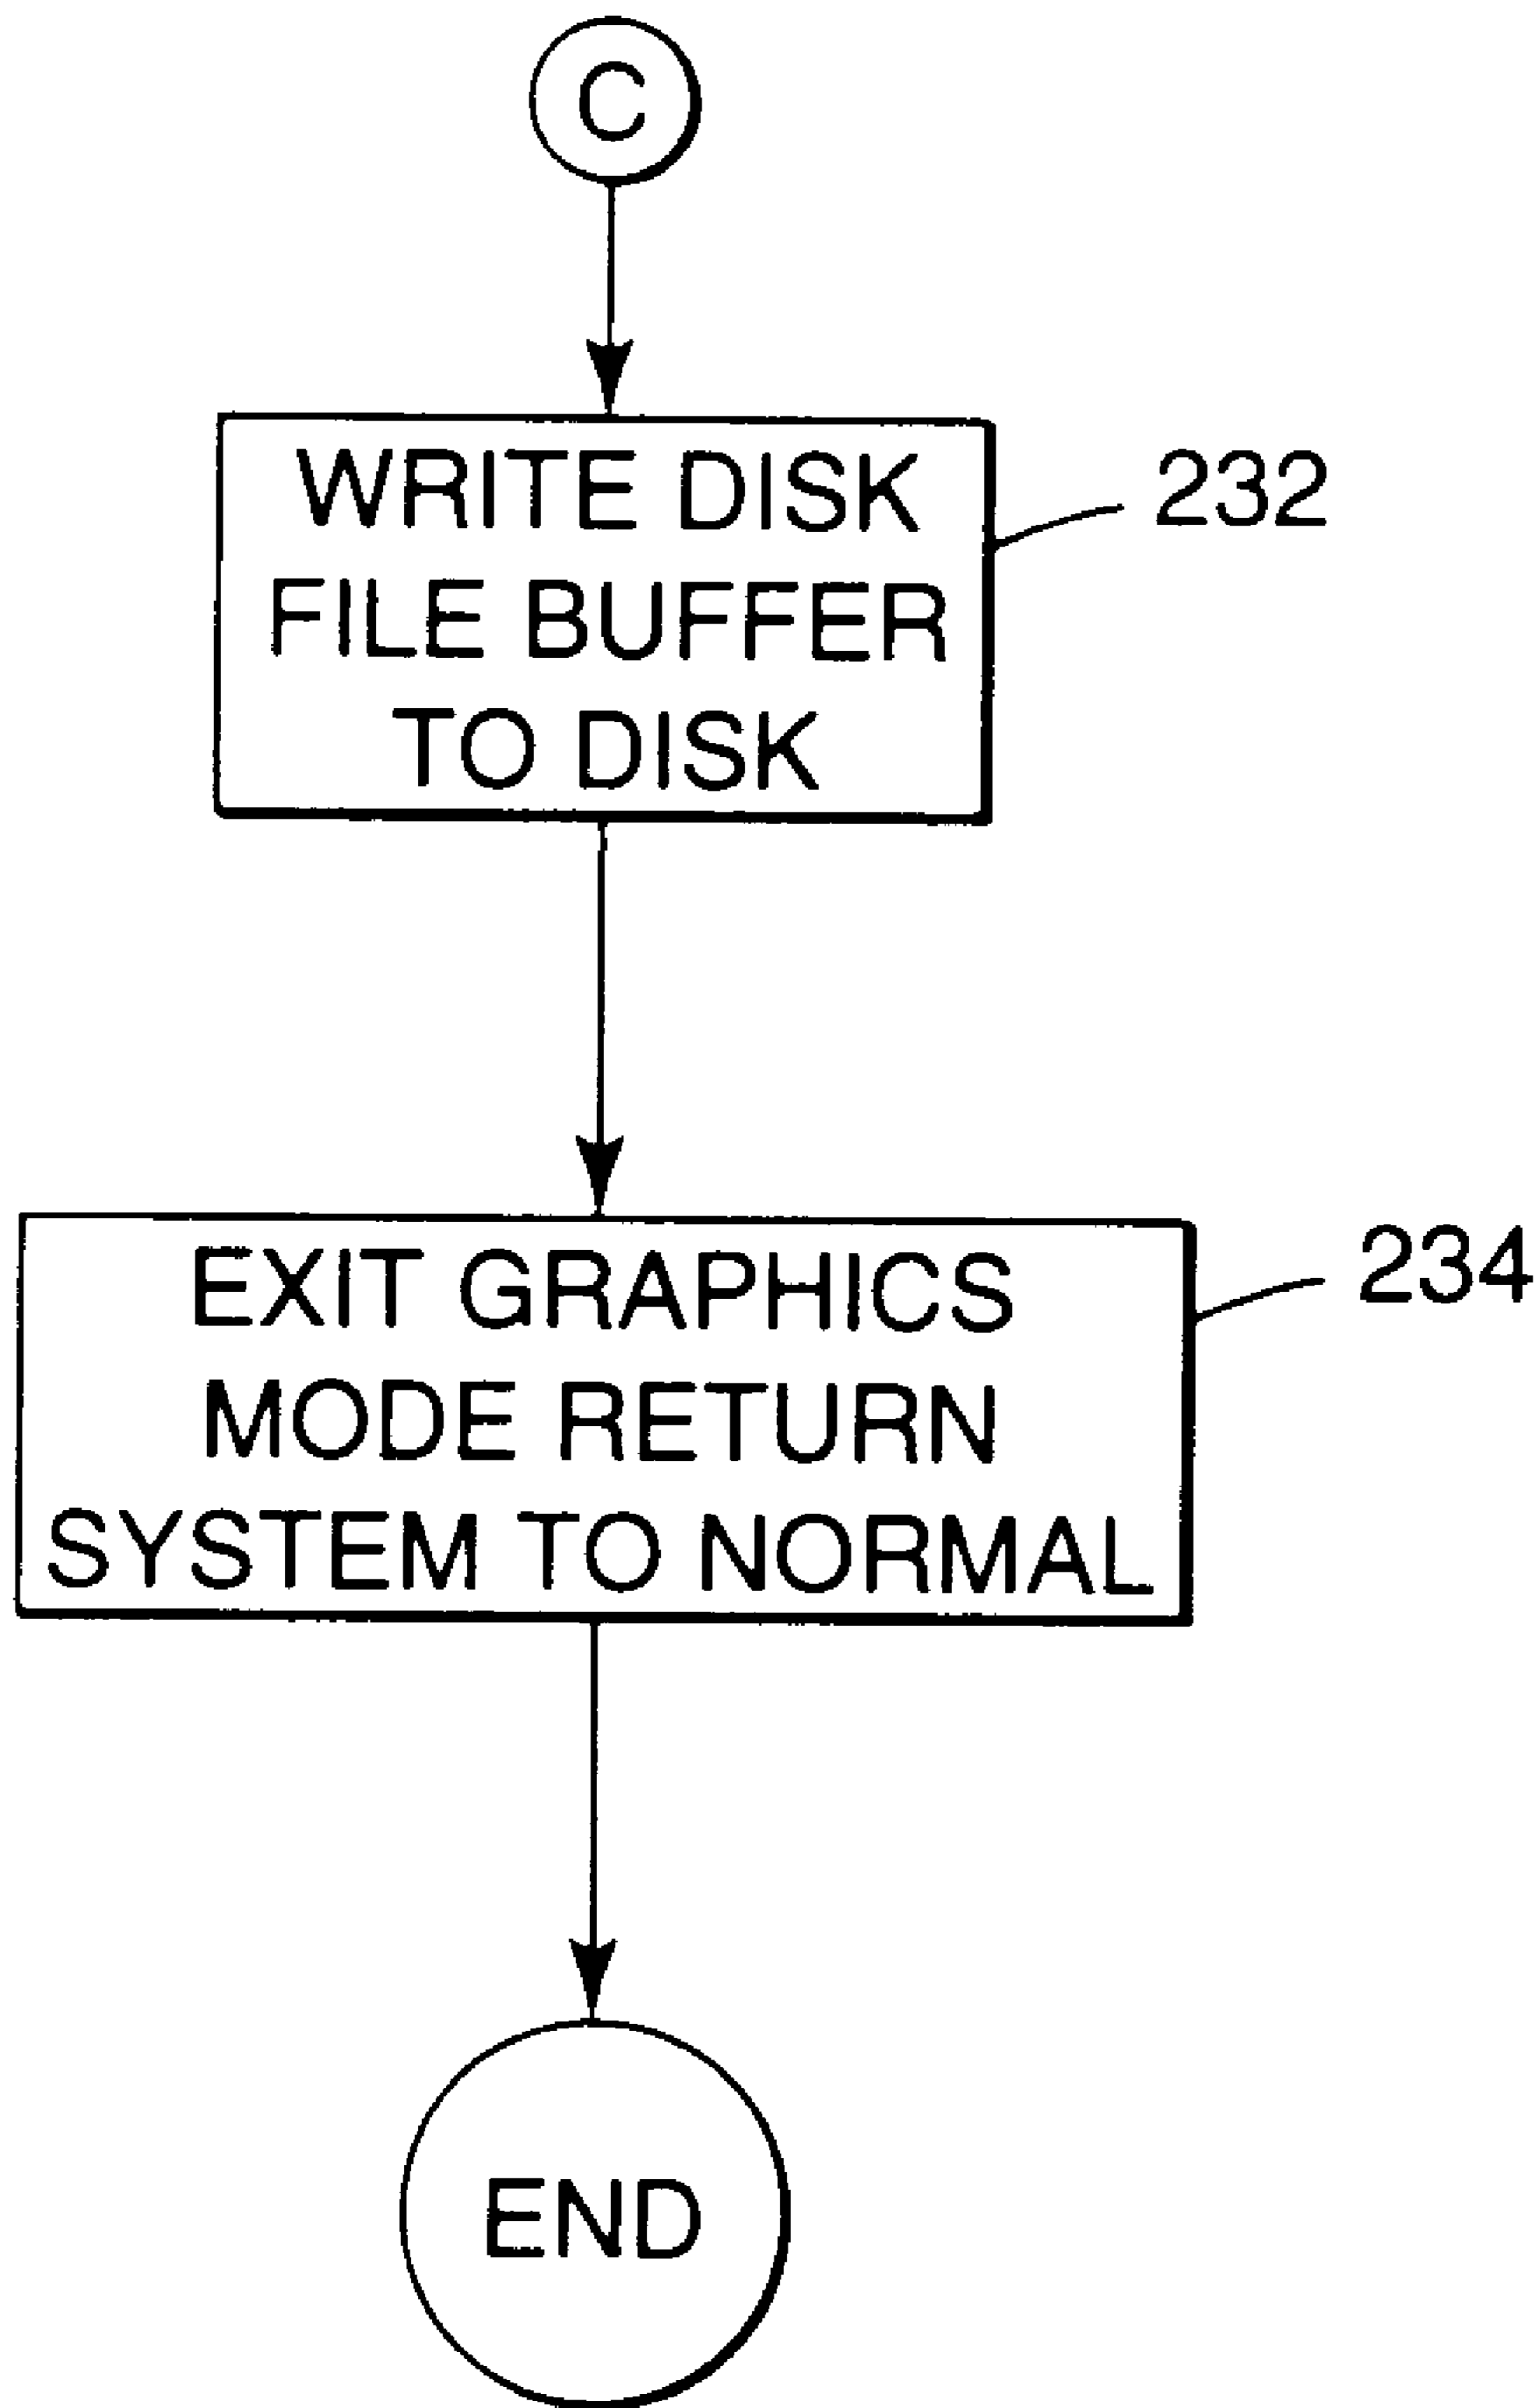 C
WRITE DISK
FILE BUFFER
TO DISK
232
EXIT GRAPHICS
MODE RETURN
SYSTEM TO NORMAL
234
END